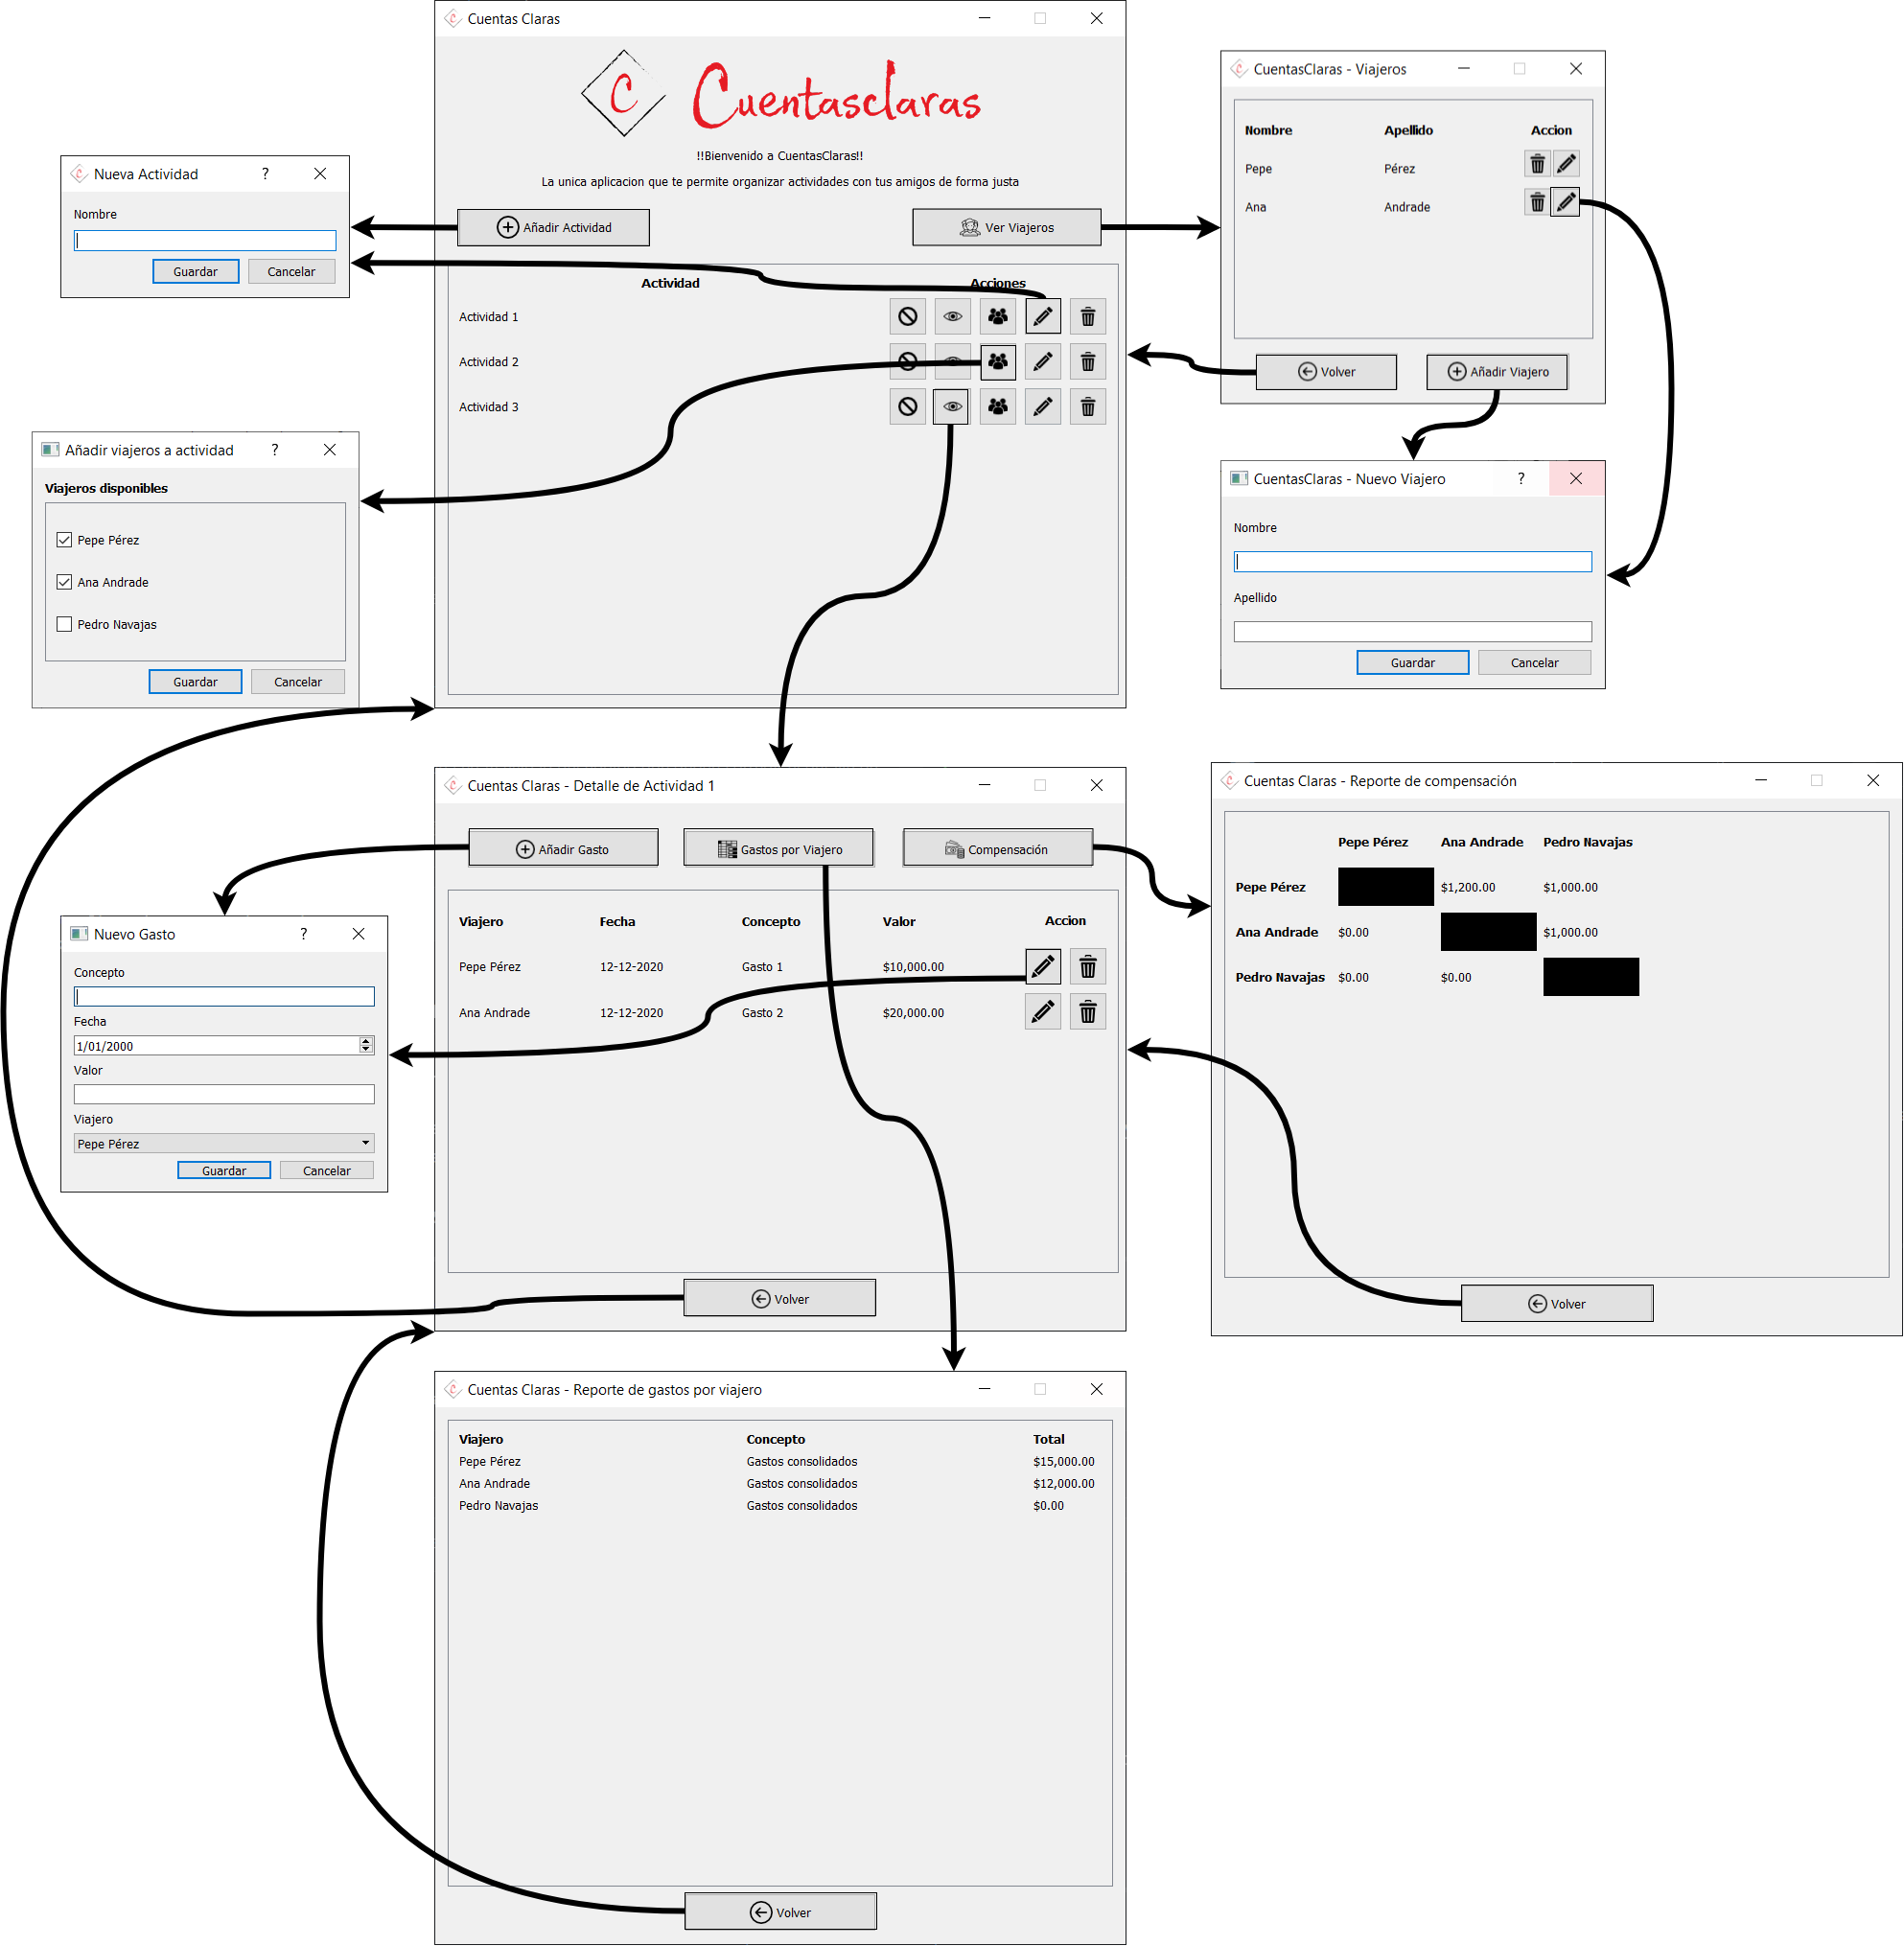 Cuentas Claras
C Cuentasclaras
!!Bienvenido a CuentasClaras!!
La unica aplicacion que te permite organizar actividades con tus amigos de forma justa
Añadir Actividad
Ver Viajeros
Actividad Acciones
Actividad 1
Actividad 2
Actividad 3
Nueva Actividad ?
Nombre
Guardar Cancelar
CuentasClaras - Viajeros
Nombre Apellido Accion
Pepe Pérez
Ana Andrade
Volver Añadir Viajero
Añadir viajeros a actividad ?
Viajeros disponibles
Pepe Pérez
Ana Andrade
Pedro Navajas
Guardar Cancelar
CuentasClaras - Nuevo Viajero ?
Nombre
Apellido
Guardar Cancelar
Cuentas Claras - Detalle de Actividad 1
Añadir Gasto Gastos por Viajero Compensación
Viajero Fecha Concepto Valor Accion
Pepe Pérez 12-12-2020 Gasto 1 $10,000.00
Ana Andrade 12-12-2020 Gasto 2 $20,000.00
Volver
Cuentas Claras - Reporte de compensación
Pepe Pérez Ana Andrade Pedro Navajas
Pepe Pérez $1,200.00 $1,000.00
Ana Andrade $0.00 $1,000.00
Pedro Navajas $0.00 $0.00
Volver
Nuevo Gasto ?
Concepto
Fecha
1/01/2000
Valor
Viajero
Pepe Pérez
Guardar Cancelar
Cuentas Claras - Reporte de gastos por viajero
Viajero Concepto Total
Pepe Pérez Gastos consolidados $15,000.00
Ana Andrade Gastos consolidados $12,000.00
Pedro Navajas Gastos consolidados $0.00
Volver